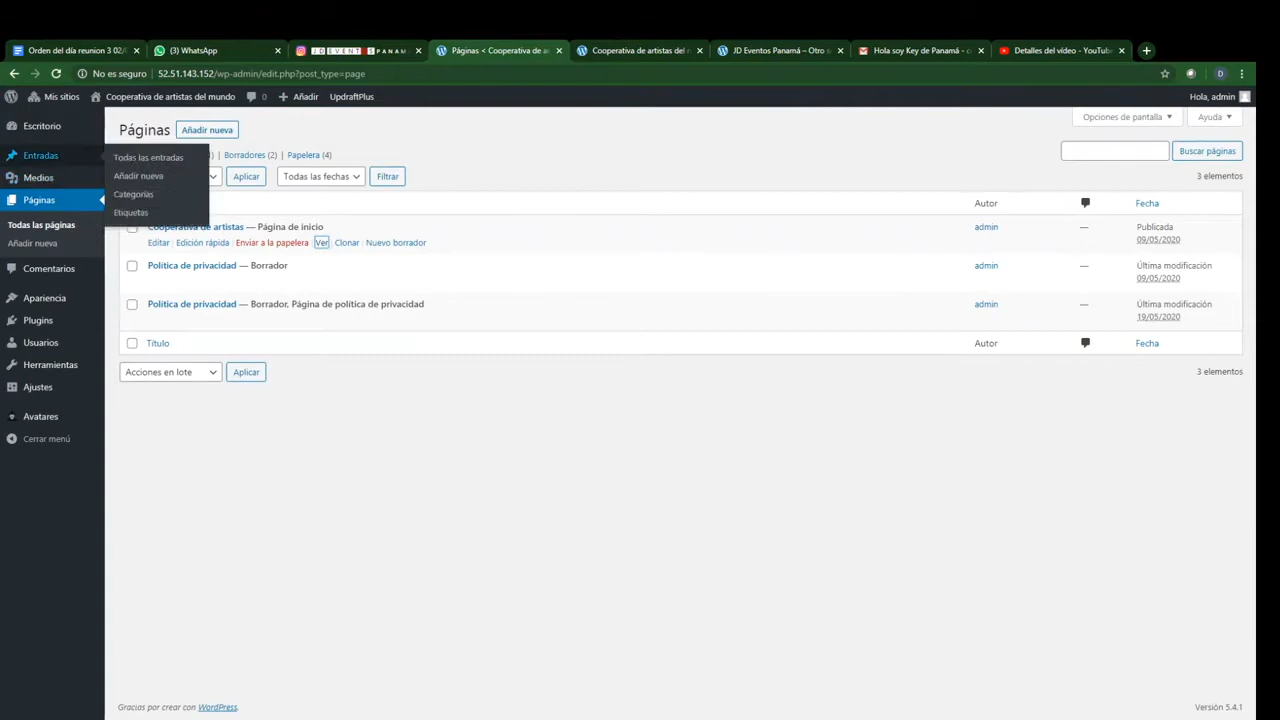 Orden del día reunion 3 02/
(3) WhatsApp
J D E V E N T S P A N A M
Páginas < Cooperativa de a
Cooperativa de artistas del
JD Eventos Panamá – Otro s
Hola soy Key de Panamá - c
Detalles del vídeo - YouTub
No es seguro
52.51.143.152/wp-admin/edit.php?post_type=page
D
Mis sitios
Cooperativa de artistas del mundo
0
Añadir
UpdraftPlus
Hola, admin
Escritorio
Entradas
Medios
Páginas
Todas las páginas
Añadir nueva
Comentarios
Apariencia
Plugins
Usuarios
Herramientas
Ajustes
Avatares
Cerrar menú
Todas las entradas
Añadir nueva
Categorías
Etiquetas
Páginas
Añadir nueva
Opciones de pantalla
Ayuda
| Borradores (2) | Papelera (4)
Buscar páginas
Aplicar
Todas las fechas
Filtrar
3 elementos
Autor
Fecha
Cooperativa de artistas — Página de inicio
Editar | Edición rápida | Enviar a la papelera | Ver | Clonar | Nuevo borrador
admin
—
Publicada
09/05/2020
Política de privacidad — Borrador
admin
—
Última modificación
09/05/2020
Política de privacidad — Borrador, Página de política de privacidad
admin
—
Última modificación
19/05/2020
Título
Autor
Fecha
Acciones en lote
Aplicar
3 elementos
Gracias por crear con WordPress.
Versión 5.4.1